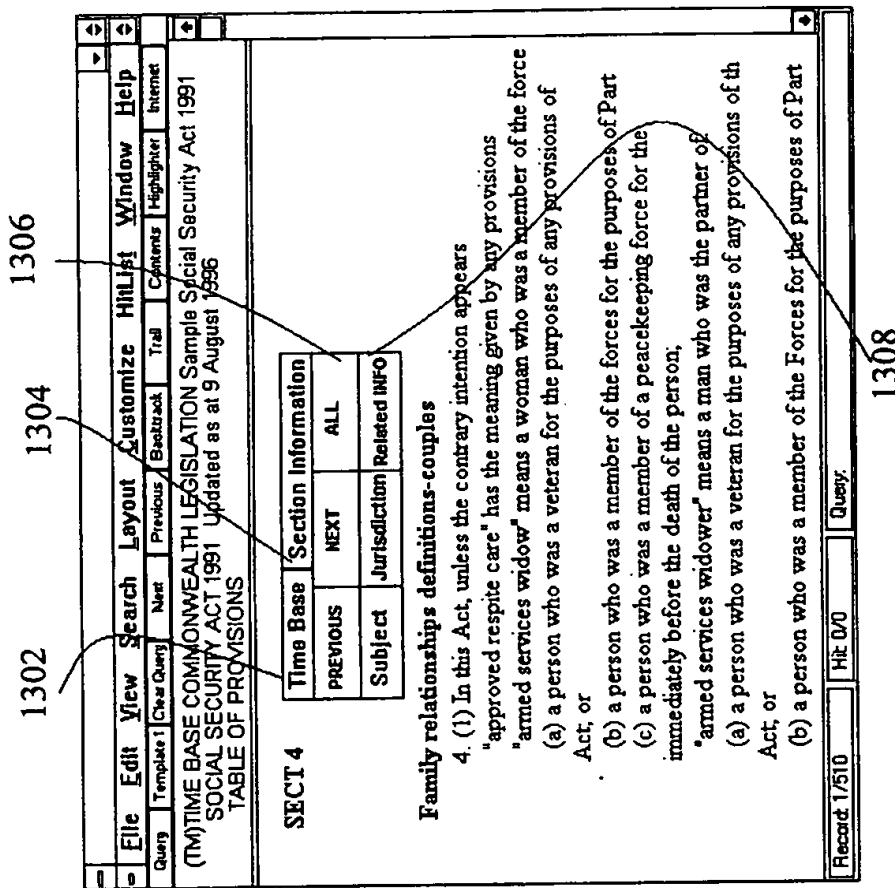 1302
1304
1306
File Edit View Search Layout Customize HitList Window Help
Query Template 1 Clear Query Next Previous Backtrack Trail Contents Highlighter Internet
(TM)TIME BASE COMMONWEALTH LEGISLATION Sample Social Security Act 1991
SOCIAL SECURITY ACT 1991 Updated as at 9 August 1996
TABLE OF PROVISIONS
SECT 4
Time Base Section Information
PREVIOUS NEXT ALL
Subject Jurisdiction Related INFO
Family relationships definitions-couples
4. (1) In this Act, unless the contrary intention appears
"approved respite care" has the meaning given by any provisions
"armed services widow" means a woman who was a member of the force
(a) a person who was a veteran for the purposes of any provisions of
Act, or
(b) a person who was a member of the forces for the purposes of Part
(c) a person who was a member of a peacekeeping force for the
immediately before the death of the person;
"armed services widower" means a man who was the partner of:
(a) a person who was a veteran for the purposes of any provisions of th
Act, or
(b) a person who was a member of the Forces for the purposes of Part
Record: 1/510 Hit: 0/0 Query:
1308